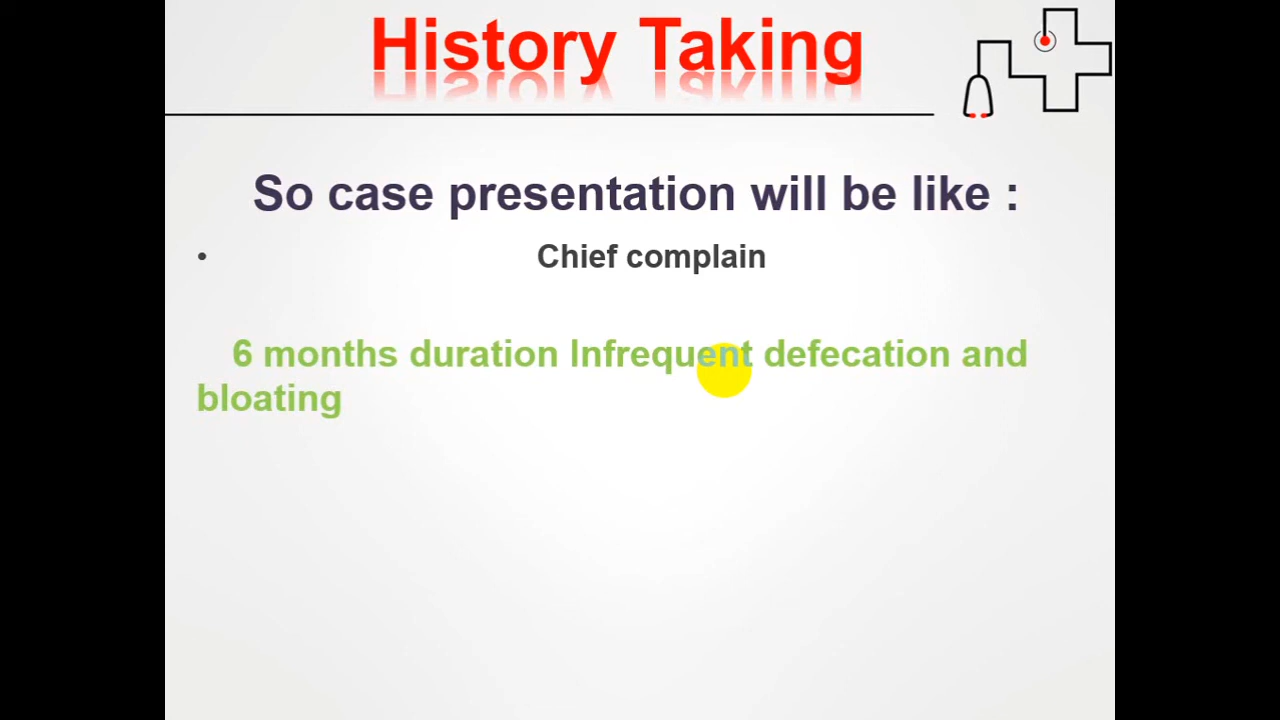 History Taking
So case presentation will be like :
• Chief complain
6 months duration Infrequent defecation and
bloating